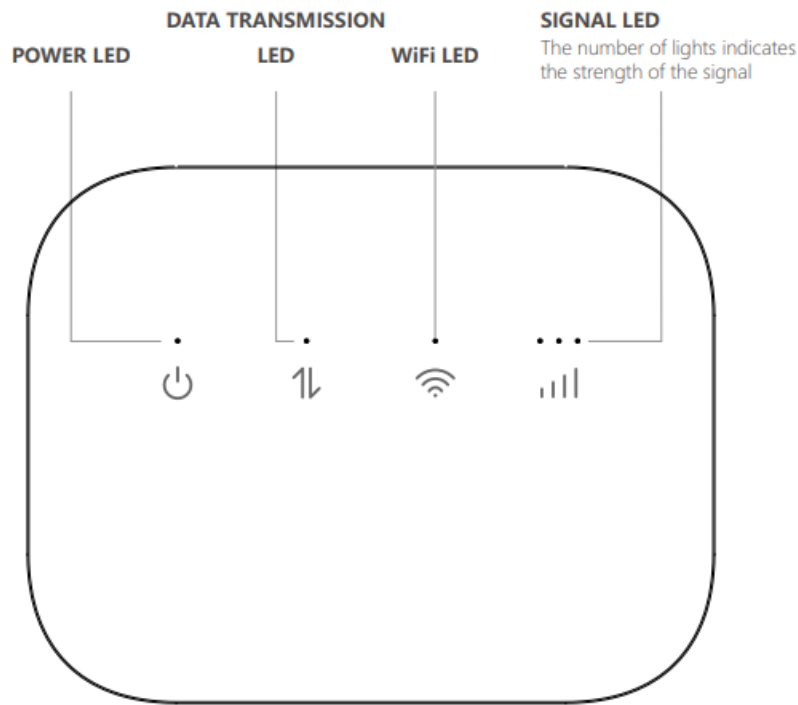 POWER LED
DATA TRANSMISSION
LED
WiFi LED
SIGNAL LED
The number of lights indicates
the strength of the signal